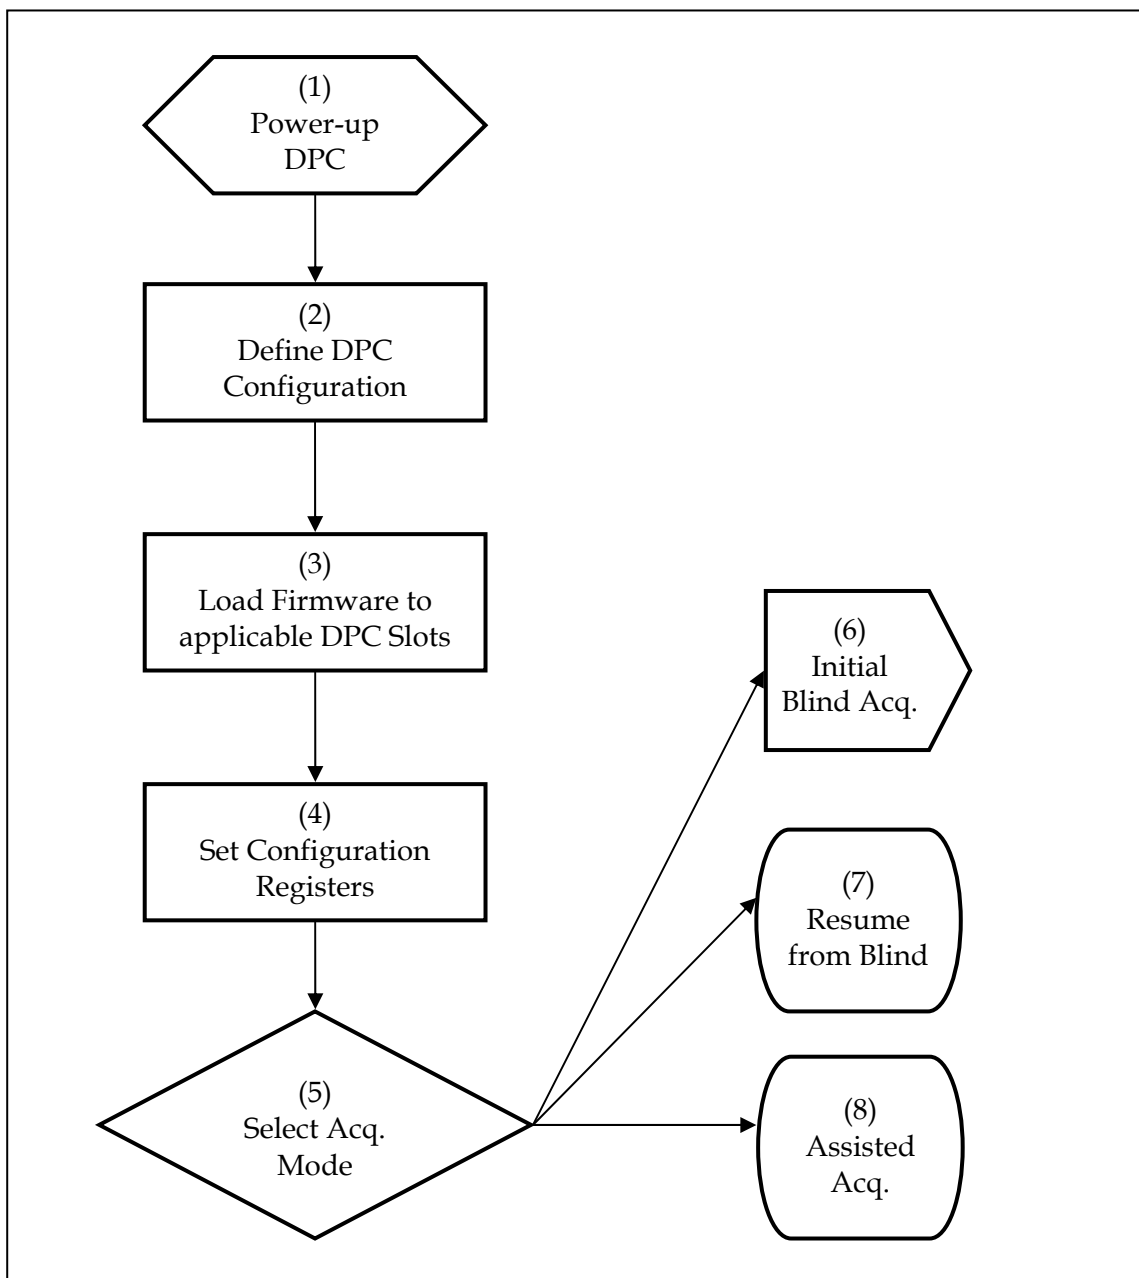 (1)
Power-up
DPC
(2)
Define DPC
Configuration
(3)
Load Firmware to
applicable DPC Slots
(4)
Set Configuration
Registers
(5)
Select Acq.
Mode
(6)
Initial
Blind Acq.
(7)
Resume
from Blind
(8)
Assisted
Acq.